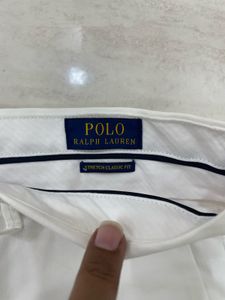 POLO
RALPH LAUREN
STRETCH CLASSIC FIT